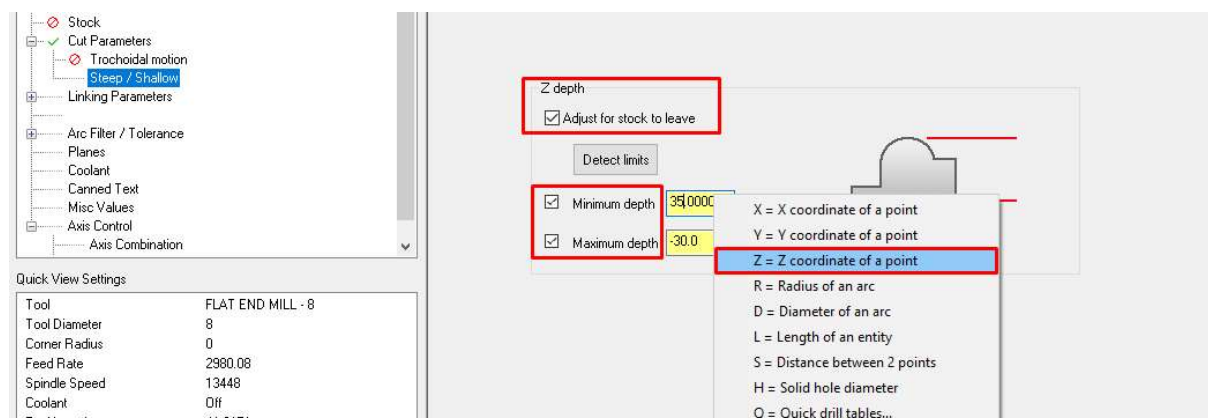 Stock
Cut Parameters
Trochoidal motion
Steep / Shallow
Linking Parameters
Arc Filter / Tolerance
Planes
Coolant
Canned Text
Misc Values
Axis Control
Axis Combination
Quick View Settings
Tool FLAT END MILL - 8
Tool Diameter 8
Corner Radius 0
Feed Rate 2980.08
Spindle Speed 13448
Coolant Off
Z depth
Adjust for stock to leave
Detect limits
Minimum depth 35.0000
Maximum depth -30.0
X = X coordinate of a point
Y = Y coordinate of a point
Z = Z coordinate of a point
R = Radius of an arc
D = Diameter of an arc
L = Length of an entity
S = Distance between 2 points
H = Solid hole diameter
Q = Quick drill tables...